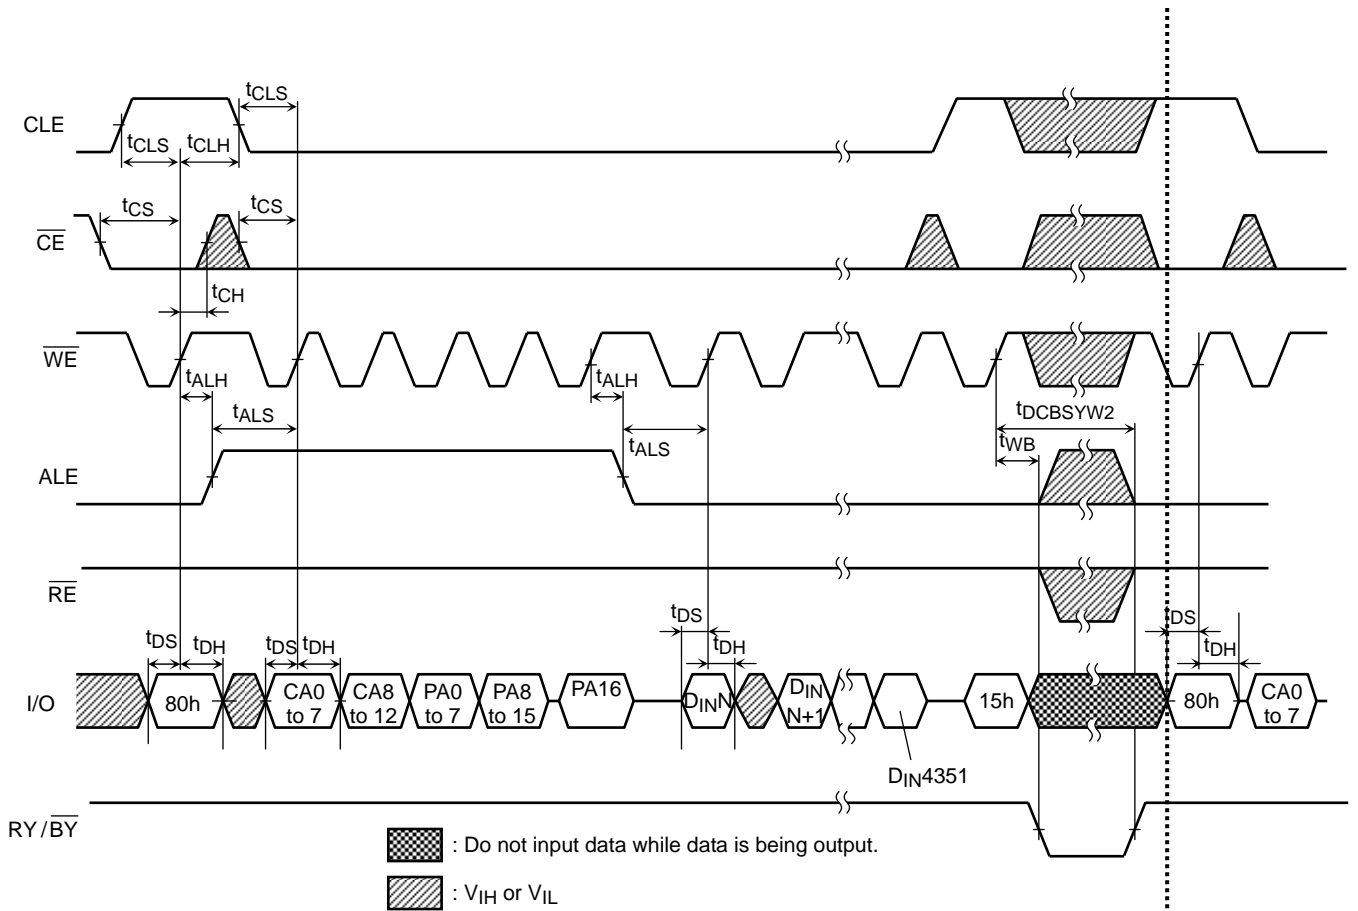 tCLS
CLE
tCLS
tCLH
tCS
tCS
CE
tCH
WE
tALH
tALH
tDCBSYW2
tALS
tALS
tWB
ALE
RE
tDS
tDH
tDS
tDH
tDS
tDH
DS
tDH
I/O
80h
CA0
to 7
CA8
to 12
PA0
to 7
PA8
to 15
PA16
DINN
DIN
N+1
15h
80h
CA0
to 7
DIN4351
RY/BY
: Do not input data while data is being output.
: VIH or VIL